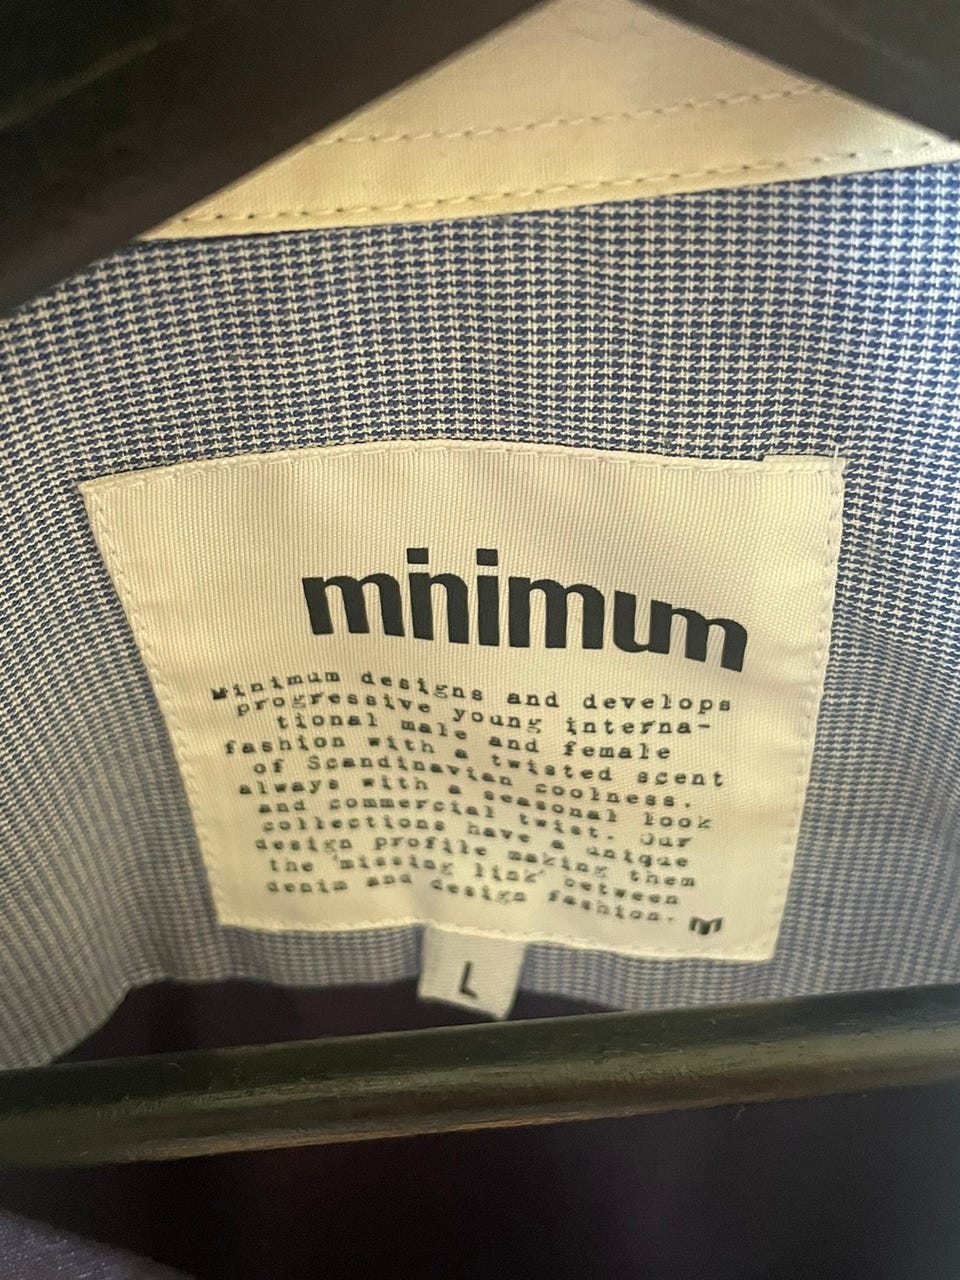 minimum
Minimum designs and develops
progressive young interna-
tional male and female
fashion with a twisted scent
of Scandinavian coolness.
always with a seasonal look
and commercial twist. Our
collections have a unique
design profile making them
the 'missing link' between
denim and design fashion.
L